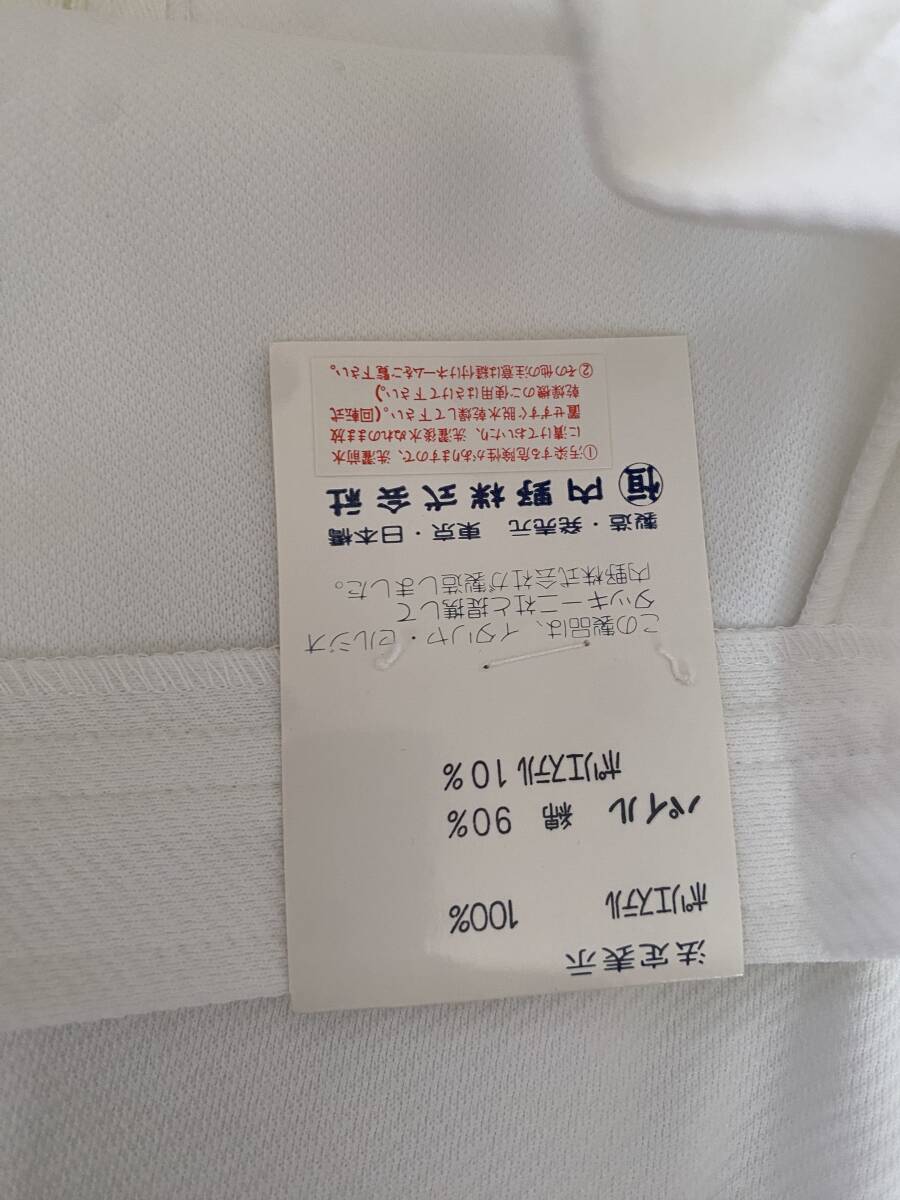 法定表示
ポリエステル 100%
パイル 綿 90%
ポリエステル 10%
この製品は、イタリヤ・セルジオ
タッキーニ社と提携して
内野株式会社が製造しました。
製造・発売元 東京・日本橋
恒 内野株式会社
①汚染する危険性がありますので、洗濯前水
に漬けておいたり、洗濯後水ぬれのまま放
置せずすぐ脱水乾燥して下さい。(回転式
乾燥機のご使用はさけて下さい。)
②その他の注意は縫付けネームをご覧下さい。